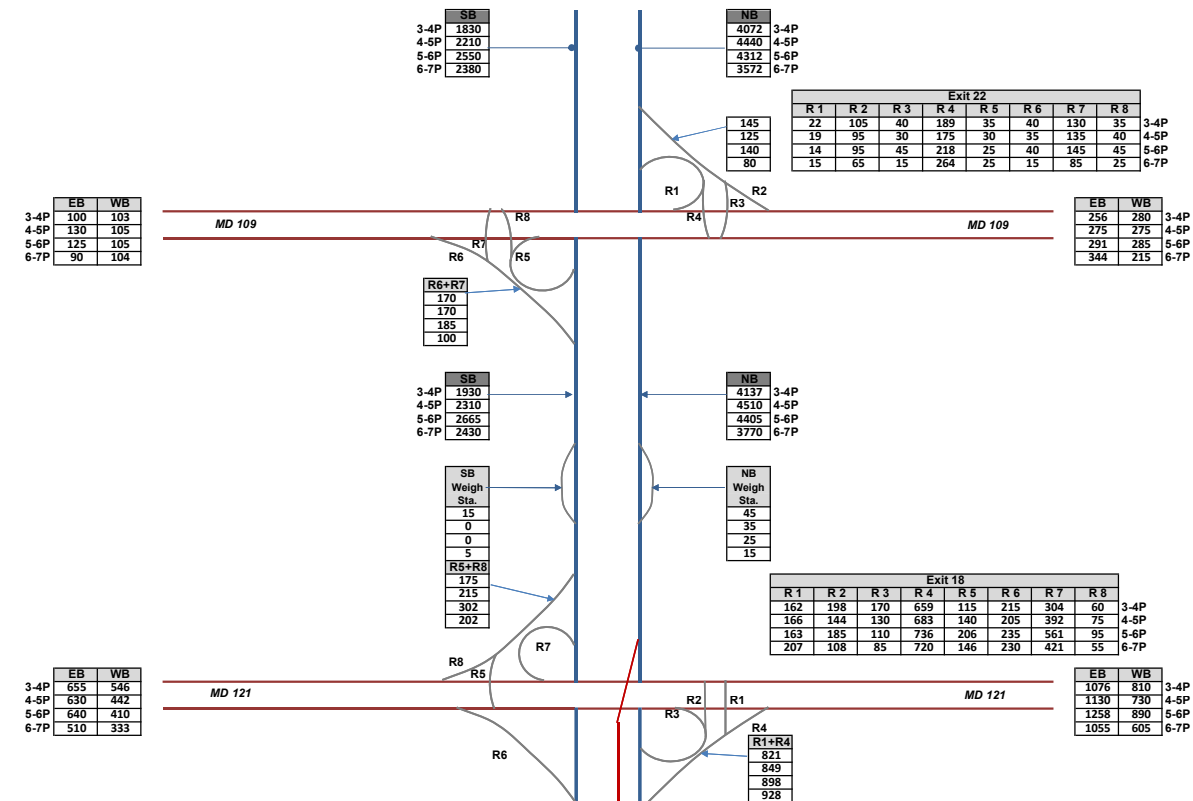 SB
3-4P 1830
4-5P 2210
5-6P 2550
6-7P 2380
NB
4072 3-4P
4440 4-5P
4312 5-6P
3572 6-7P
Exit 22
R 1 R 2 R 3 R 4 R 5 R 6 R 7 R 8
22 105 40 189 35 40 130 35 3-4P
19 95 30 175 30 35 135 40 4-5P
14 95 45 218 25 40 145 45 5-6P
15 65 15 264 25 15 85 25 6-7P
145
125
140
80
R1
R2
R3
R4
EB WB
3-4P 100 103
4-5P 130 105
5-6P 125 105
6-7P 90 104
MD 109
R8
R7
R6
R5
MD 109
EB WB
256 280 3-4P
275 275 4-5P
291 285 5-6P
344 215 6-7P
R6+R7
170
170
185
100
SB
3-4P 1930
4-5P 2310
5-6P 2665
6-7P 2430
NB
4137 3-4P
4510 4-5P
4405 5-6P
3770 6-7P
SB
Weigh
Sta.
15
0
0
5
R5+R8
175
215
302
202
NB
Weigh
Sta.
45
35
25
15
Exit 18
R 1 R 2 R 3 R 4 R 5 R 6 R 7 R 8
162 198 170 659 115 215 304 60 3-4P
166 144 130 683 140 205 392 75 4-5P
163 185 110 736 206 235 561 95 5-6P
207 108 85 720 146 230 421 55 6-7P
R7
R8
R5
EB WB
3-4P 655 546
4-5P 630 442
5-6P 640 410
6-7P 510 333
MD 121
R2
R1
R3
R4
MD 121
EB WB
1076 810 3-4P
1130 730 4-5P
1258 890 5-6P
1055 605 6-7P
R6
R1+R4
821
849
898
928